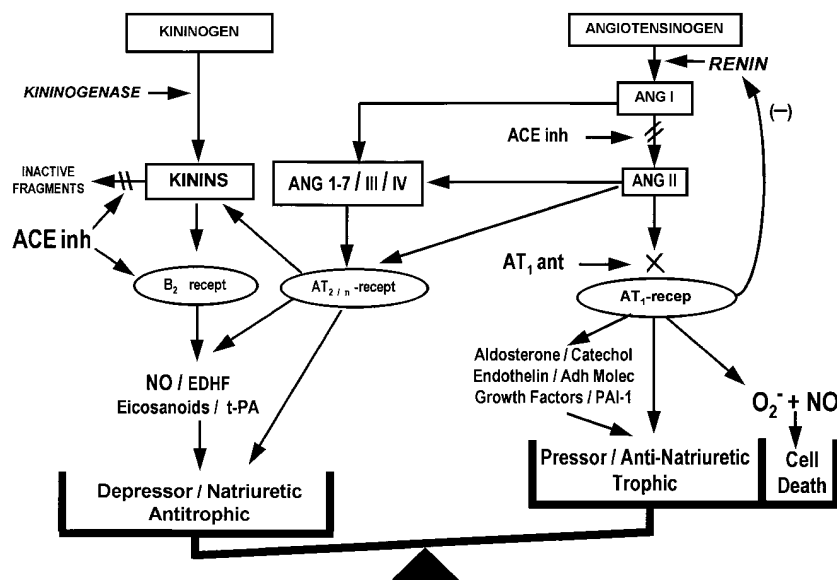 KININOGEN
ANGIOTENSINOGEN
KININOGENASE
RENIN
ANG I
(–)
ACE inh
INACTIVE
FRAGMENTS
KININS
ANG 1-7 / III / IV
ANG II
ACE inh
AT1 ant
B2 recept
AT2 / n -recept
AT1-recep
NO / EDHF
Eicosanoids / t-PA
Aldosterone / Catechol
Endothelin / Adh Molec
Growth Factors / PAI-1
O2- + NO
Depressor / Natriuretic
Antitrophic
Pressor / Anti-Natriuretic
Trophic
Cell
Death